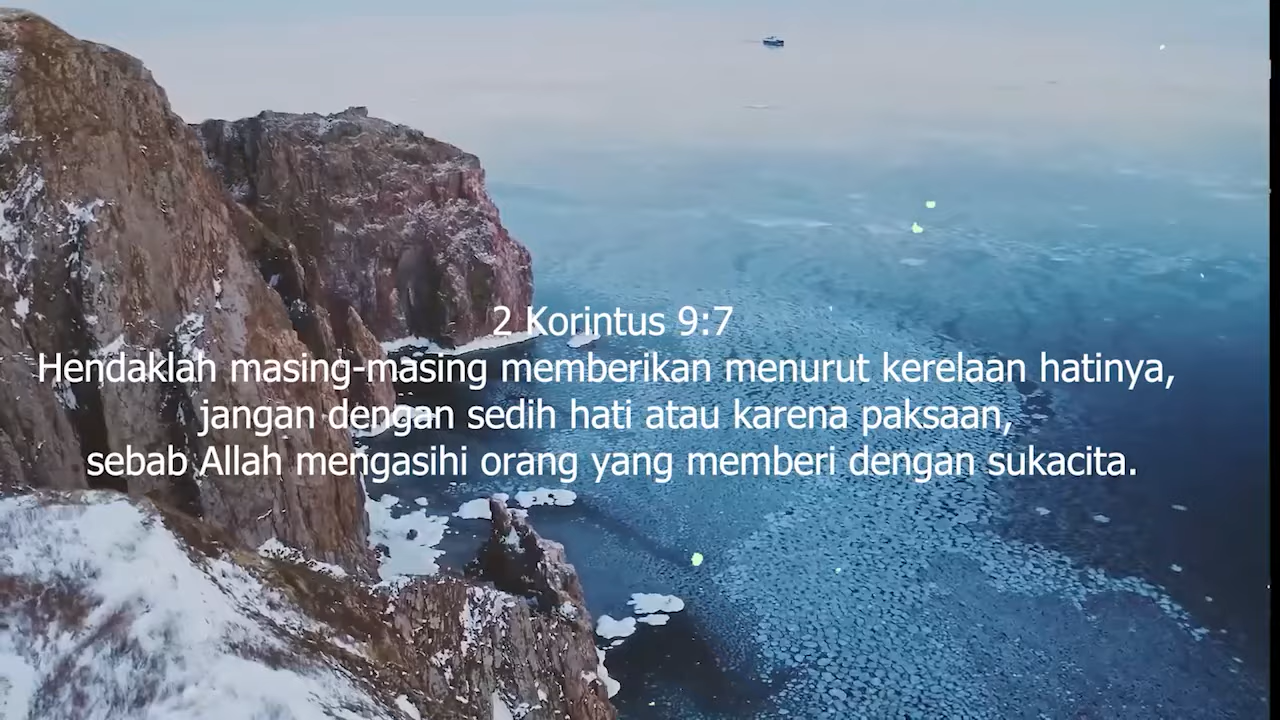 2 Korintus 9:7
Hendaklah masing-masing memberikan menurut kerelaan hatinya,
jangan dengan sedih hati atau karena paksaan,
sebab Allah mengasihi orang yang memberi dengan sukacita.